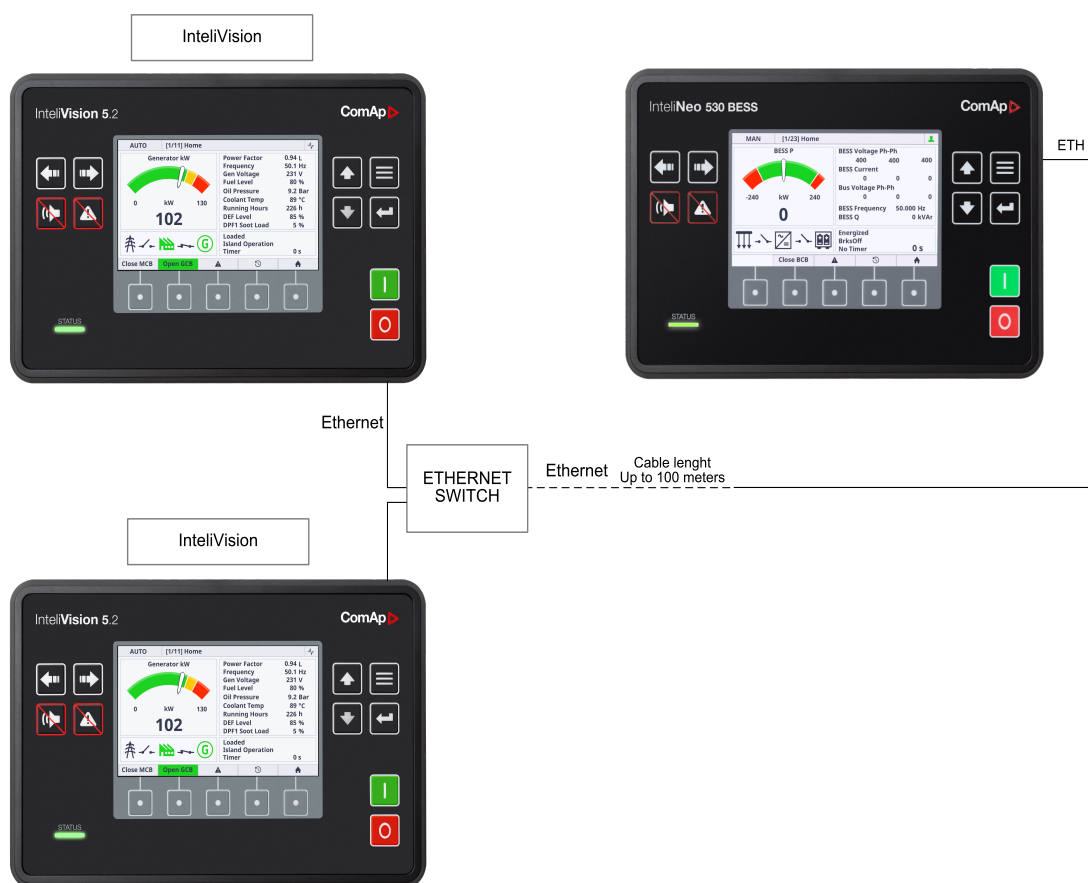 InteliVision
InteliVision 5.2
ComAp
AUTO [1/11] Home
Generator kW
0 kW 130
102
Power Factor 0.94 L
Frequency 50.1 Hz
Gen Voltage 231 V
Fuel Level 80 %
Oil Pressure 9.2 Bar
Coolant Temp 89 °C
Running Hours 226 h
DEF Level 85 %
DPF1 Soot Load 5 %
G
Loaded
Island Operation
Timer 0 s
Close MCB Open GCB
STATUS
InteliNeo 530 BESS
ComAp
MAN [1/23] Home
BESS P
-240 kW 240
0
BESS Voltage Ph-Ph
400 400 400
BESS Current
0 0 0
Bus Voltage Ph-Ph
0 0 0
BESS Frequency 50.000 Hz
BESS Q 0 kVAr
Energized
BrksOff
No Timer 0 s
Close BCB
STATUS
ETH
Ethernet
ETHERNET
SWITCH
Ethernet
Cable lenght
Up to 100 meters
InteliVision
InteliVision 5.2
ComAp
AUTO [1/11] Home
Generator kW
0 kW 130
102
Power Factor 0.94 L
Frequency 50.1 Hz
Gen Voltage 231 V
Fuel Level 80 %
Oil Pressure 9.2 Bar
Coolant Temp 89 °C
Running Hours 226 h
DEF Level 85 %
DPF1 Soot Load 5 %
G
Loaded
Island Operation
Timer 0 s
Close MCB Open GCB
STATUS